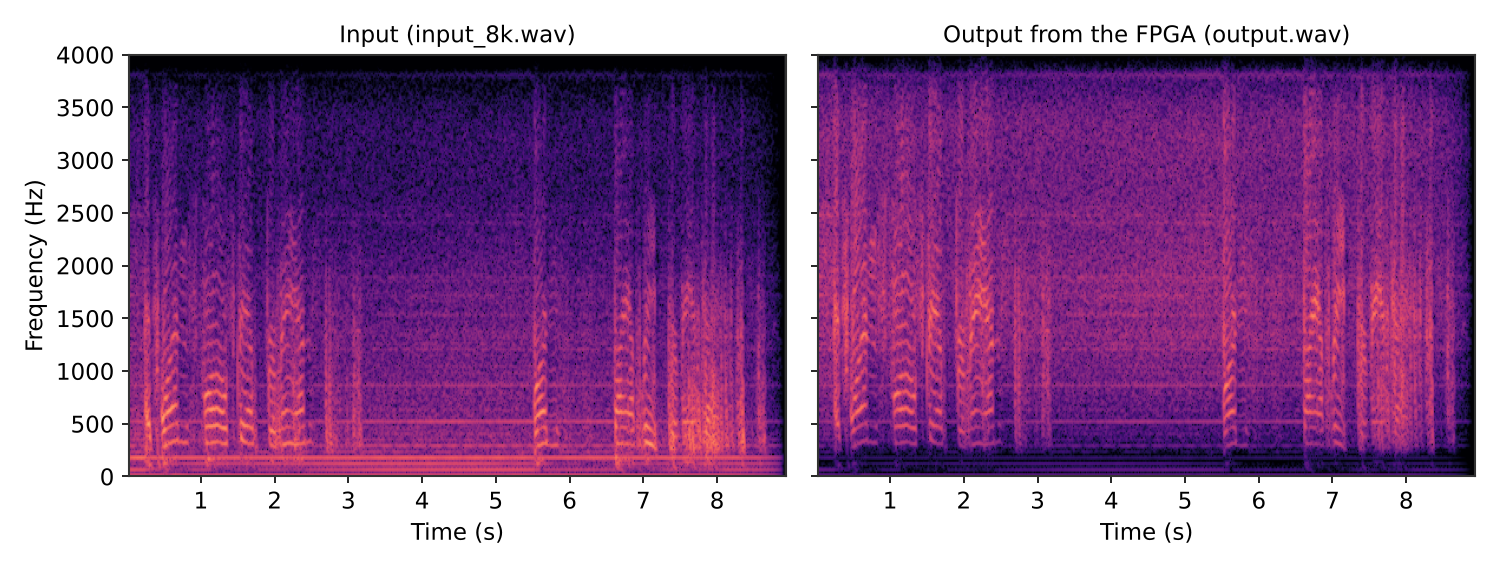 Input (input_8k.wav)
Output from the FPGA (output.wav)
4000
3500
3000
2500
2000
1500
1000
500
0
Frequency (Hz)
1 2 3 4 5 6 7 8
1 2 3 4 5 6 7 8
Time (s)
Time (s)